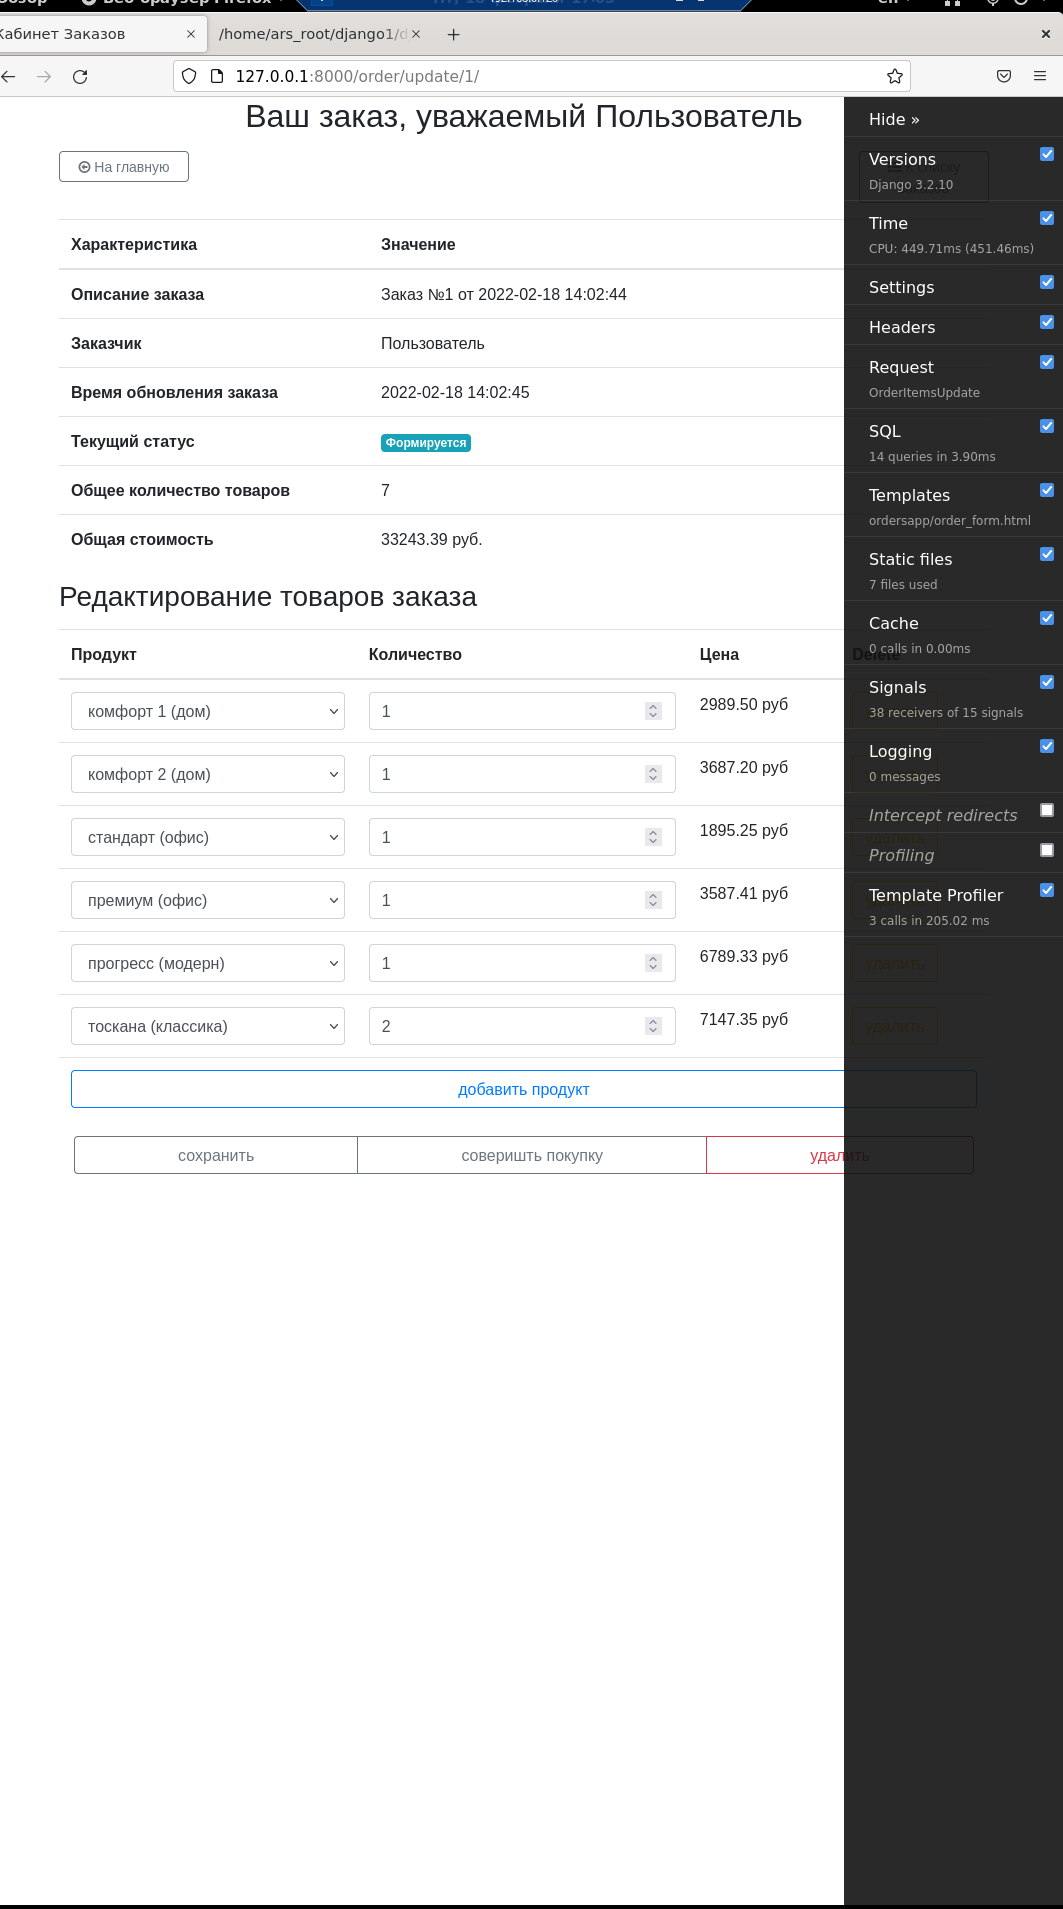 Веб-браузер Firefox
Кабинет Заказов
/home/ars_root/django1/d
127.0.0.1:8000/order/update/1/
Ваш заказ, уважаемый Пользователь
На главную
Характеристика Значение
Описание заказа Заказ №1 от 2022-02-18 14:02:44
Заказчик Пользователь
Время обновления заказа 2022-02-18 14:02:45
Текущий статус Формируется
Общее количество товаров 7
Общая стоимость 33243.39 руб.
Редактирование товаров заказа
Продукт Количество Цена Delete
комфорт 1 (дом) 1 2989.50 руб
комфорт 2 (дом) 1 3687.20 руб
стандарт (офис) 1 1895.25 руб удалить
премиум (офис) 1 3587.41 руб
прогресс (модерн) 1 6789.33 руб удалить
тоскана (классика) 2 7147.35 руб удалить
добавить продукт
сохранить соверишть покупку удалить
Hide »
Versions
Django 3.2.10
Time
CPU: 449.71ms (451.46ms)
Settings
Headers
Request
OrderItemsUpdate
SQL
14 queries in 3.90ms
Templates
ordersapp/order_form.html
Static files
7 files used
Cache
0 calls in 0.00ms
Signals
38 receivers of 15 signals
Logging
0 messages
Intercept redirects
Profiling
Template Profiler
3 calls in 205.02 ms